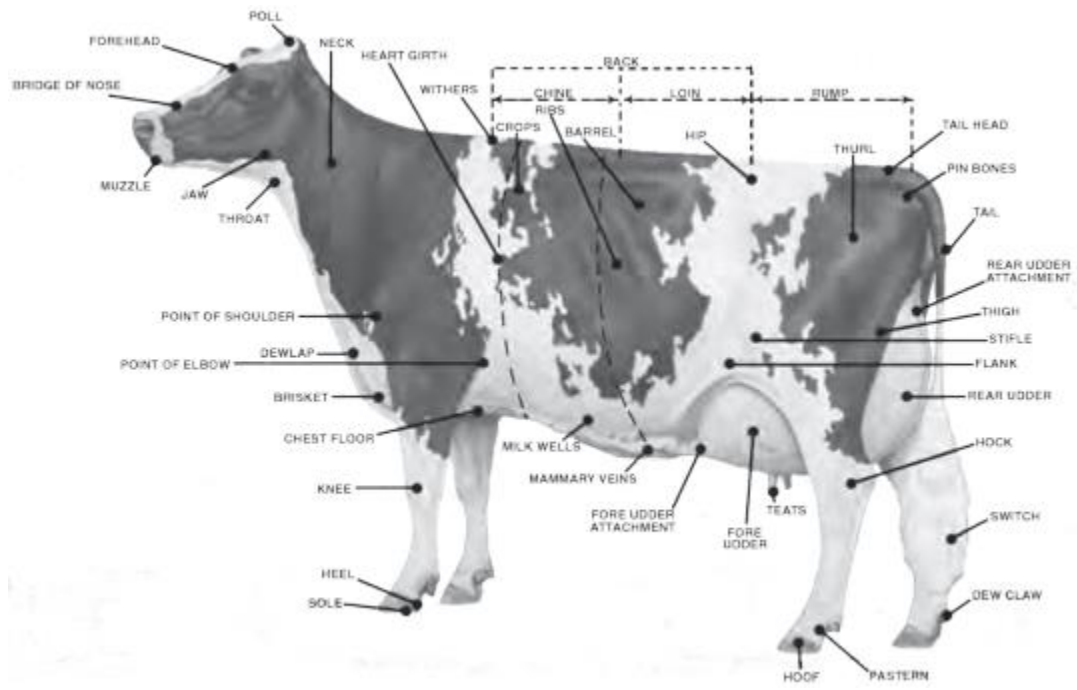 POLL
FOREHEAD
NECK
HEART GIRTH
BRIDGE OF NOSE
BACK
WITHERS
CHINE
LOIN
RUMP
RIBS
CROPS
BARREL
HIP
TAIL HEAD
THURL
PIN BONES
MUZZLE
JAW
THROAT
TAIL
REAR UDDER
ATTACHMENT
POINT OF SHOULDER
THIGH
STIFLE
DEWLAP
POINT OF ELBOW
FLANK
BRISKET
REAR UDDER
CHEST FLOOR
MILK WELLS
HOCK
MAMMARY VEINS
KNEE
FORE UDDER
ATTACHMENT
TEATS
FORE
UDDER
SWITCH
HEEL
SOLE
DEW CLAW
HOOF
PASTERN